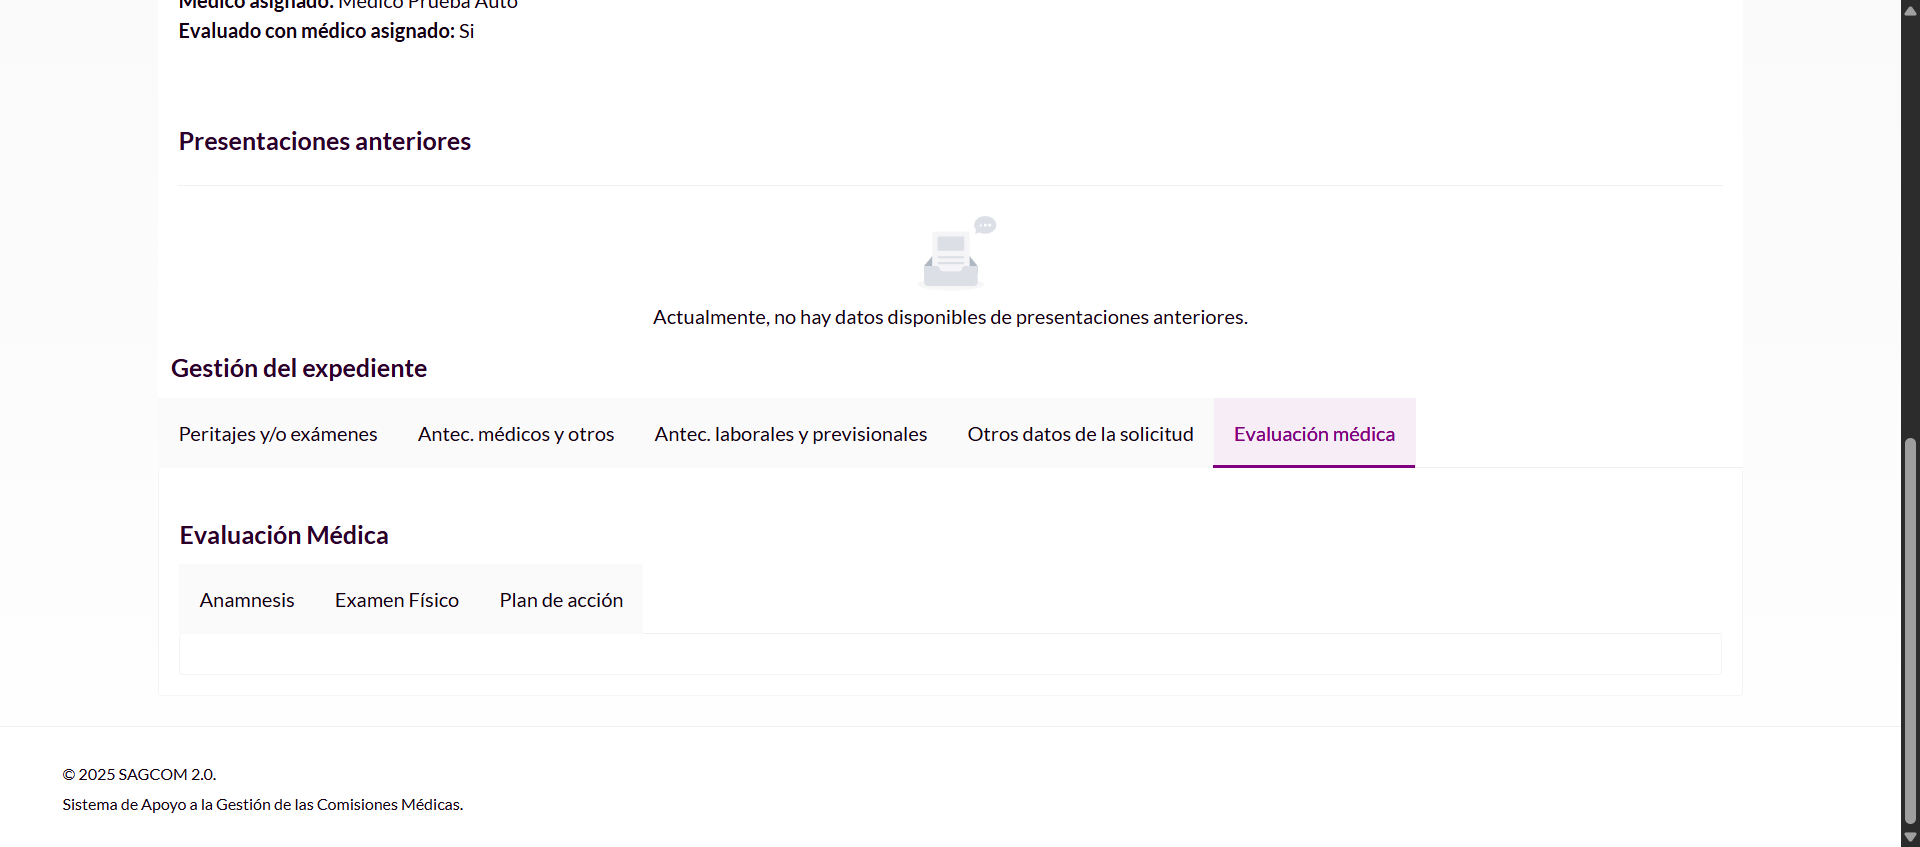 Médico asignado: Médico Prueba Auto
Evaluado con médico asignado: Si
Presentaciones anteriores
Actualmente, no hay datos disponibles de presentaciones anteriores.
Gestión del expediente
Peritajes y/o exámenes Antec. médicos y otros Antec. laborales y previsionales Otros datos de la solicitud Evaluación médica
Evaluación Médica
Anamnesis Examen Físico Plan de acción
© 2025 SAGCOM 2.0.
Sistema de Apoyo a la Gestión de las Comisiones Médicas.